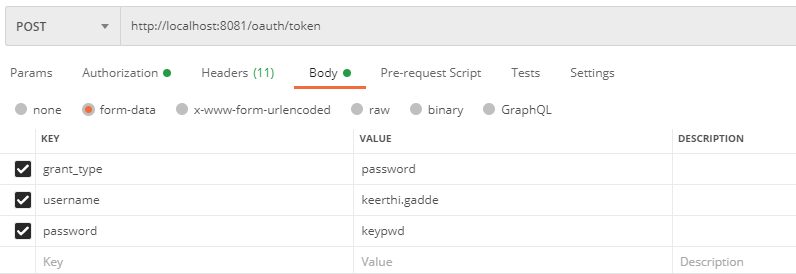 POST http://localhost:8081/oauth/token
Params Authorization Headers (11) Body Pre-request Script Tests Settings
none form-data x-www-form-urlencoded raw binary GraphQL
KEY VALUE DESCRIPTION
grant_type password
username keerthi.gadde
password keypwd
Key Value Description